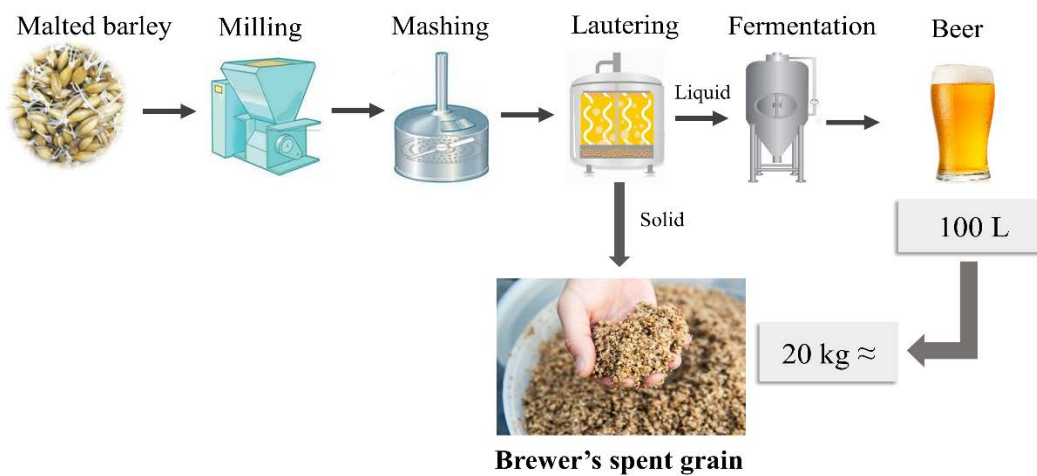 Malted barley
Milling
Mashing
Lautering
Fermentation
Beer
Liquid
Solid
100 L
20 kg ≈
Brewer's spent grain